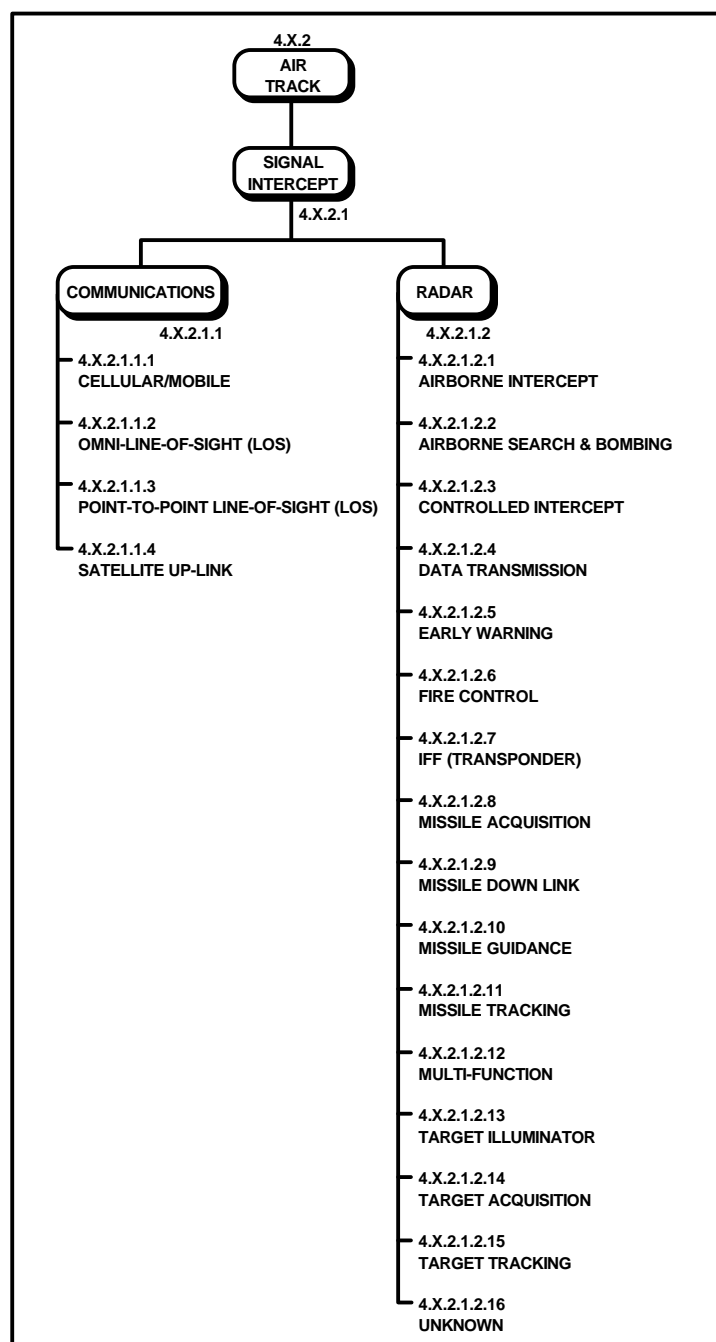 4.X.2
AIR
TRACK
SIGNAL
INTERCEPT
4.X.2.1
COMMUNICATIONS
4.X.2.1.1
4.X.2.1.1.1
CELLULAR/MOBILE
4.X.2.1.1.2
OMNI-LINE-OF-SIGHT (LOS)
4.X.2.1.1.3
POINT-TO-POINT LINE-OF-SIGHT (LOS)
4.X.2.1.1.4
SATELLITE UP-LINK
RADAR
4.X.2.1.2
4.X.2.1.2.1
AIRBORNE INTERCEPT
4.X.2.1.2.2
AIRBORNE SEARCH & BOMBING
4.X.2.1.2.3
CONTROLLED INTERCEPT
4.X.2.1.2.4
DATA TRANSMISSION
4.X.2.1.2.5
EARLY WARNING
4.X.2.1.2.6
FIRE CONTROL
4.X.2.1.2.7
IFF (TRANSPONDER)
4.X.2.1.2.8
MISSILE ACQUISITION
4.X.2.1.2.9
MISSILE DOWN LINK
4.X.2.1.2.10
MISSILE GUIDANCE
4.X.2.1.2.11
MISSILE TRACKING
4.X.2.1.2.12
MULTI-FUNCTION
4.X.2.1.2.13
TARGET ILLUMINATOR
4.X.2.1.2.14
TARGET ACQUISITION
4.X.2.1.2.15
TARGET TRACKING
4.X.2.1.2.16
UNKNOWN